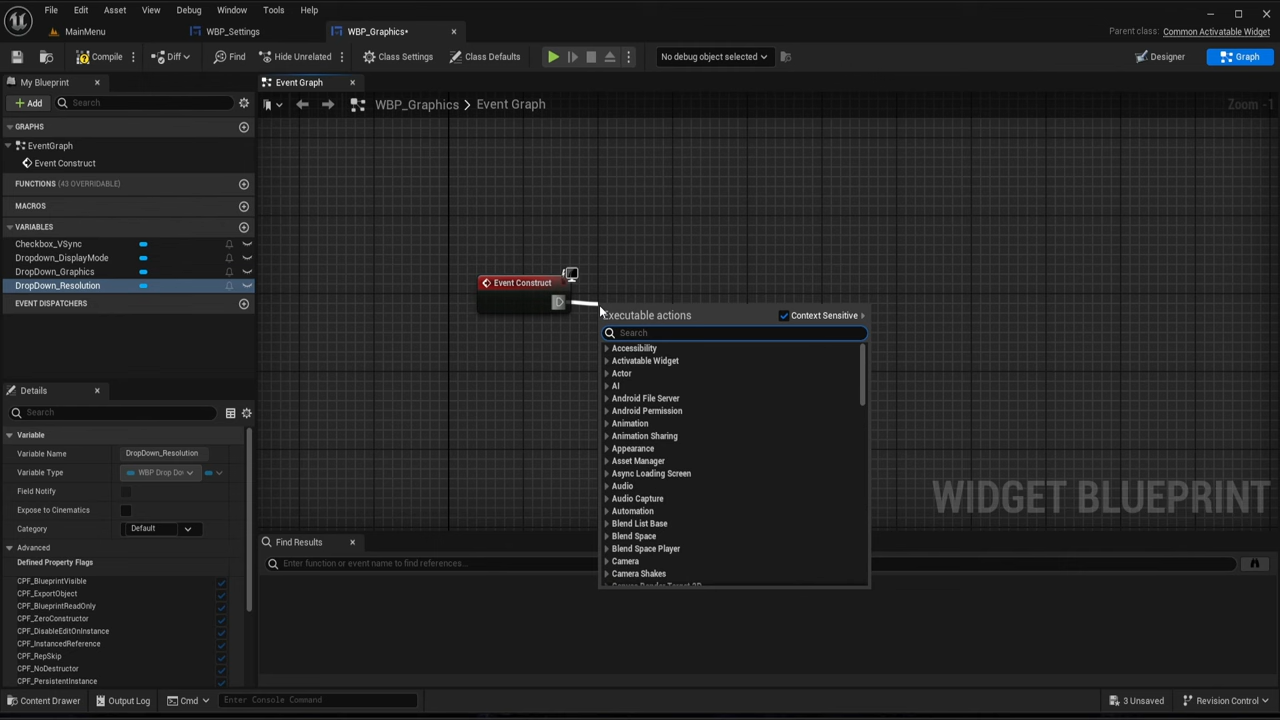 File Edit Asset View Debug Window Tools Help
MainMenu WBP_Settings WBP_Graphics• Parent class: Common Activatable Widget
Compile Diff Find Hide Unrelated Class Settings Class Defaults No debug object selected Designer Graph
My Blueprint Event Graph
Add Search WBP_Graphics > Event Graph Zoom -1
GRAPHS
EventGraph
Event Construct
FUNCTIONS (43 OVERRIDABLE)
MACROS
VARIABLES
Checkbox_VSync
Dropdown_DisplayMode
DropDown_Graphics
DropDown_Resolution
EVENT DISPATCHERS
Event Construct
Executable actions Context Sensitive
Search
Accessibility
Activatable Widget
Actor
AI
Android File Server
Android Permission
Animation
Animation Sharing
Appearance
Asset Manager
Async Loading Screen
Audio
Audio Capture
Automation
Blend List Base
Blend Space
Blend Space Player
Camera
Camera Shakes
Canvas Render Target 2D
WIDGET BLUEPRINT
Details
Search
Variable
Variable Name DropDown_Resolution
Variable Type WBP Drop Do
Field Notify
Expose to Cinematics
Category Default
Advanced
Defined Property Flags
CPF_BlueprintVisible
CPF_ExportObject
CPF_BlueprintReadOnly
CPF_ZeroConstructor
CPF_DisableEditOnInstance
CPF_InstancedReference
CPF_RepSkip
CPF_NoDestructor
CPF_PersistentInstance
Find Results
Enter function or event name to find references...
Content Drawer Output Log Cmd Enter Console Command 3 Unsaved Revision Control